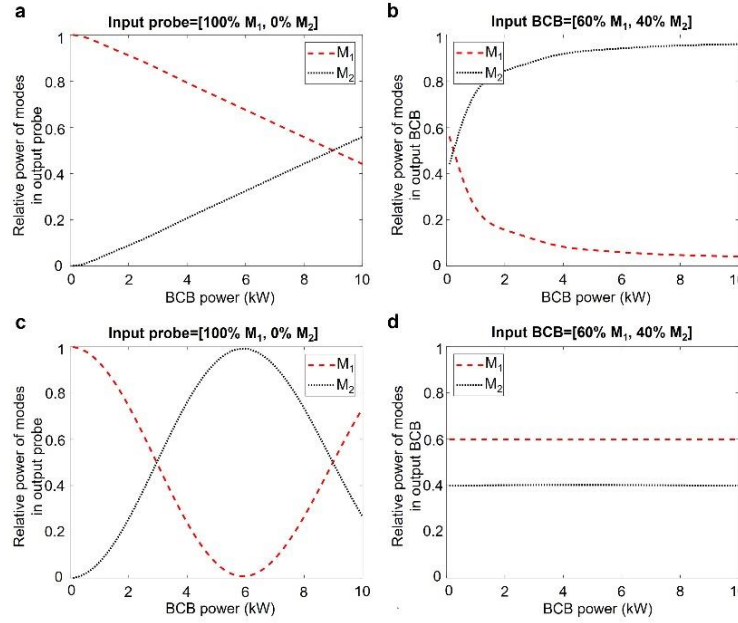 a
Input probe=[100% M₁, 0% M₂]
Relative power of modes
in output probe
1
0.8
0.6
0.4
0.2
0
0 2 4 6 8 10
BCB power (kW)
M₁
M₂
b
Input BCB=[60% M₁, 40% M₂]
Relative power of modes
in output BCB
1
0.8
0.6
0.4
0.2
0
0 2 4 6 8 10
BCB power (kW)
M₁
M₂
c
Input probe=[100% M₁, 0% M₂]
Relative power of modes
in output probe
1
0.8
0.6
0.4
0.2
0
0 2 4 6 8 10
BCB power (kW)
M₁
M₂
d
Input BCB=[60% M₁, 40% M₂]
Relative power of modes
in output BCB
1
0.8
0.6
0.4
0.2
0
0 2 4 6 8 10
BCB power (kW)
M₁
M₂